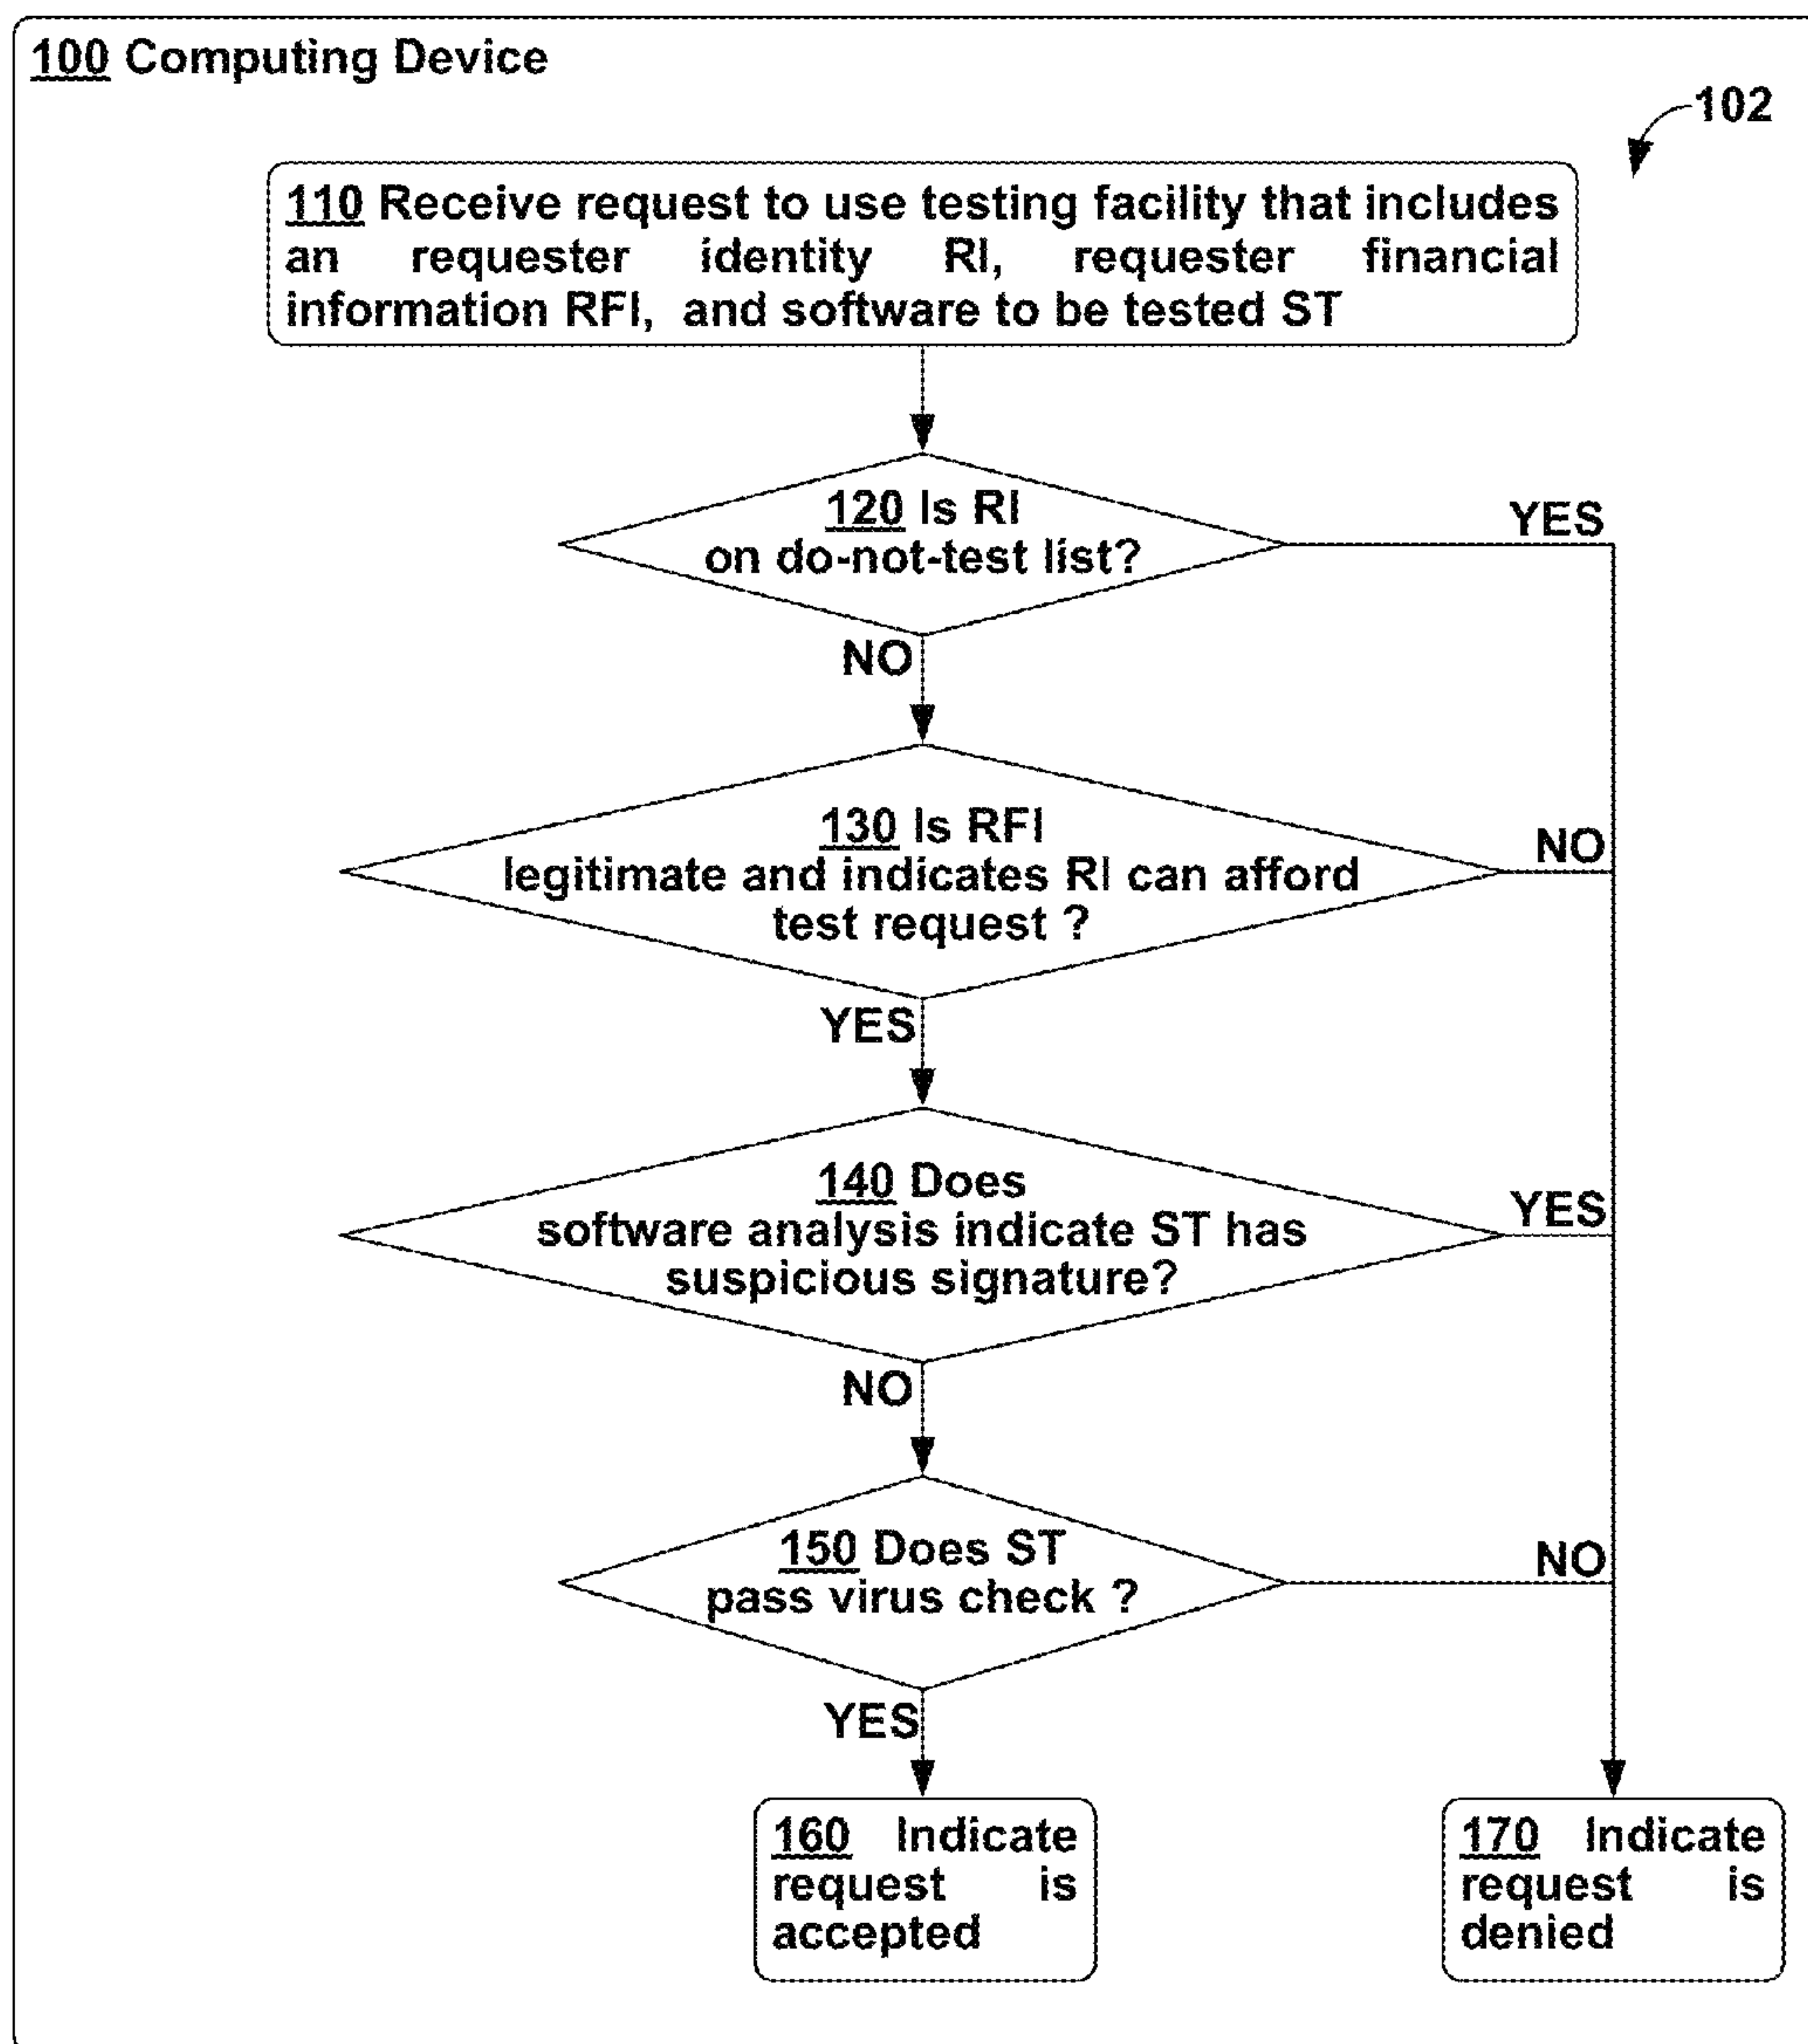 100 Computing Device
102
110 Receive request to use testing facility that includes
an requester identity RI, requester financial
information RFI, and software to be tested ST
120 Is RI
on do-not-test list?
YES
NO
130 Is RFI
legitimate and indicates RI can afford
test request ?
NO
YES
140 Does
software analysis indicate ST has
suspicious signature?
YES
NO
150 Does ST
pass virus check ?
NO
YES
160 Indicate
request is
accepted
170 Indicate
request is
denied